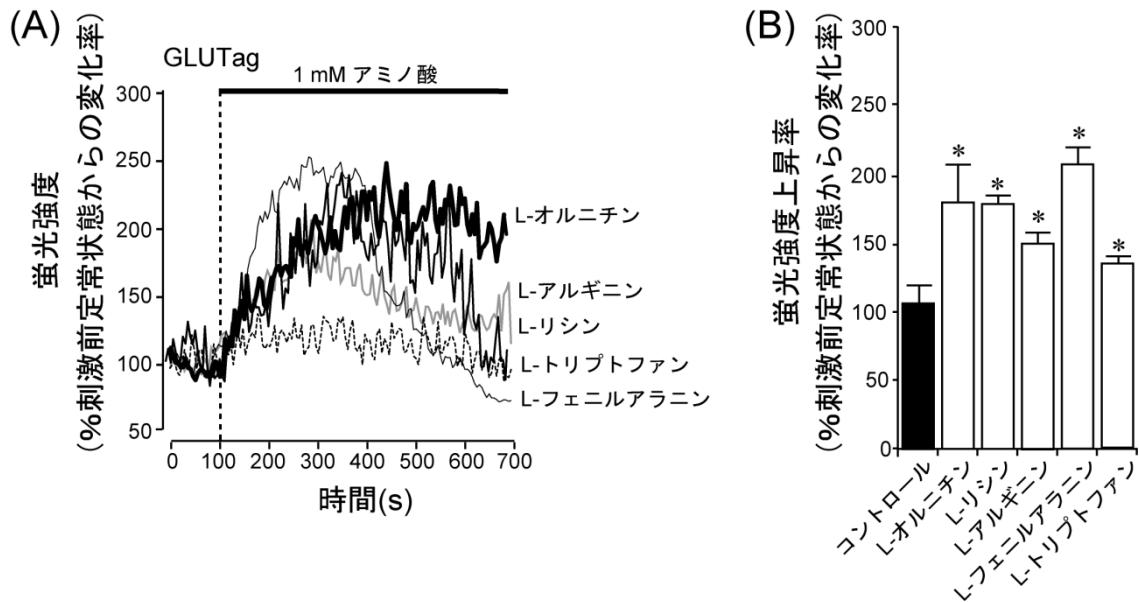 (A)
蛍光強度
(%刺激前定常状態からの変化率)
GLUTag
1 mM アミノ酸
300
250
200
150
100
50
L-オルニチン
L-アルギニン
L-リシン
L-トリプトファン
L-フェニルアラニン
0 100 200 300 400 500 600 700
時間(s)
(B)
蛍光強度上昇率
(%刺激前定常状態からの変化率)
300
250
200
150
100
50
0
* * * * *
コントロール
L-オルニチン
L-リシン
L-アルギニン
L-フェニルアラニン
L-トリプトファン